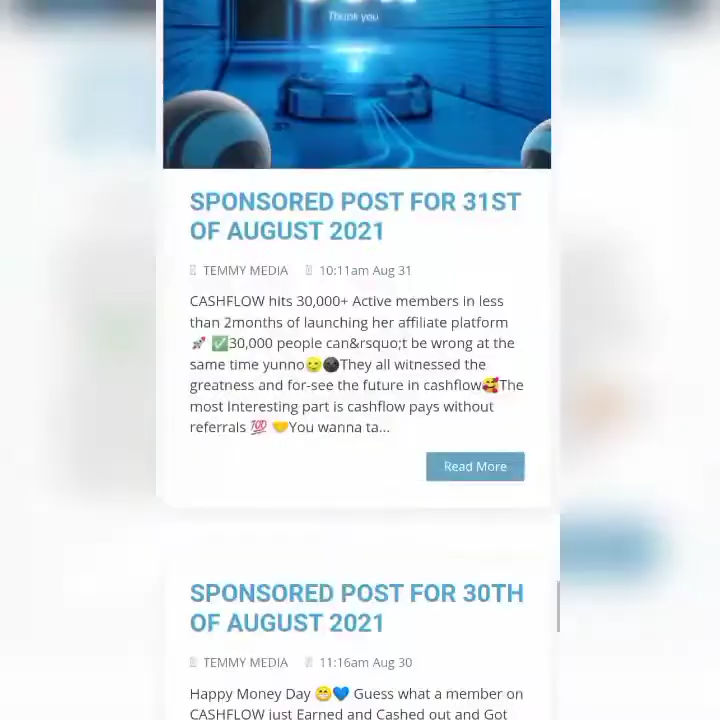 Thank you
SPONSORED POST FOR 31ST
OF AUGUST 2021
TEMMY MEDIA 10:11am Aug 31
CASHFLOW hits 30,000+ Active members in less
than 2months of launching her affiliate platform
🚀 ✅30,000 people can&rsquo;t be wrong at the
same time yunno🥲🌚They all witnessed the
greatness and for-see the future in cashflow🥰The
most Interesting part is cashflow pays without
referrals 💯 🤝You wanna ta...
Read More
SPONSORED POST FOR 30TH
OF AUGUST 2021
TEMMY MEDIA 11:16am Aug 30
Happy Money Day 😁💙 Guess what a member on
CASHFLOW just Earned and Cashed out and Got